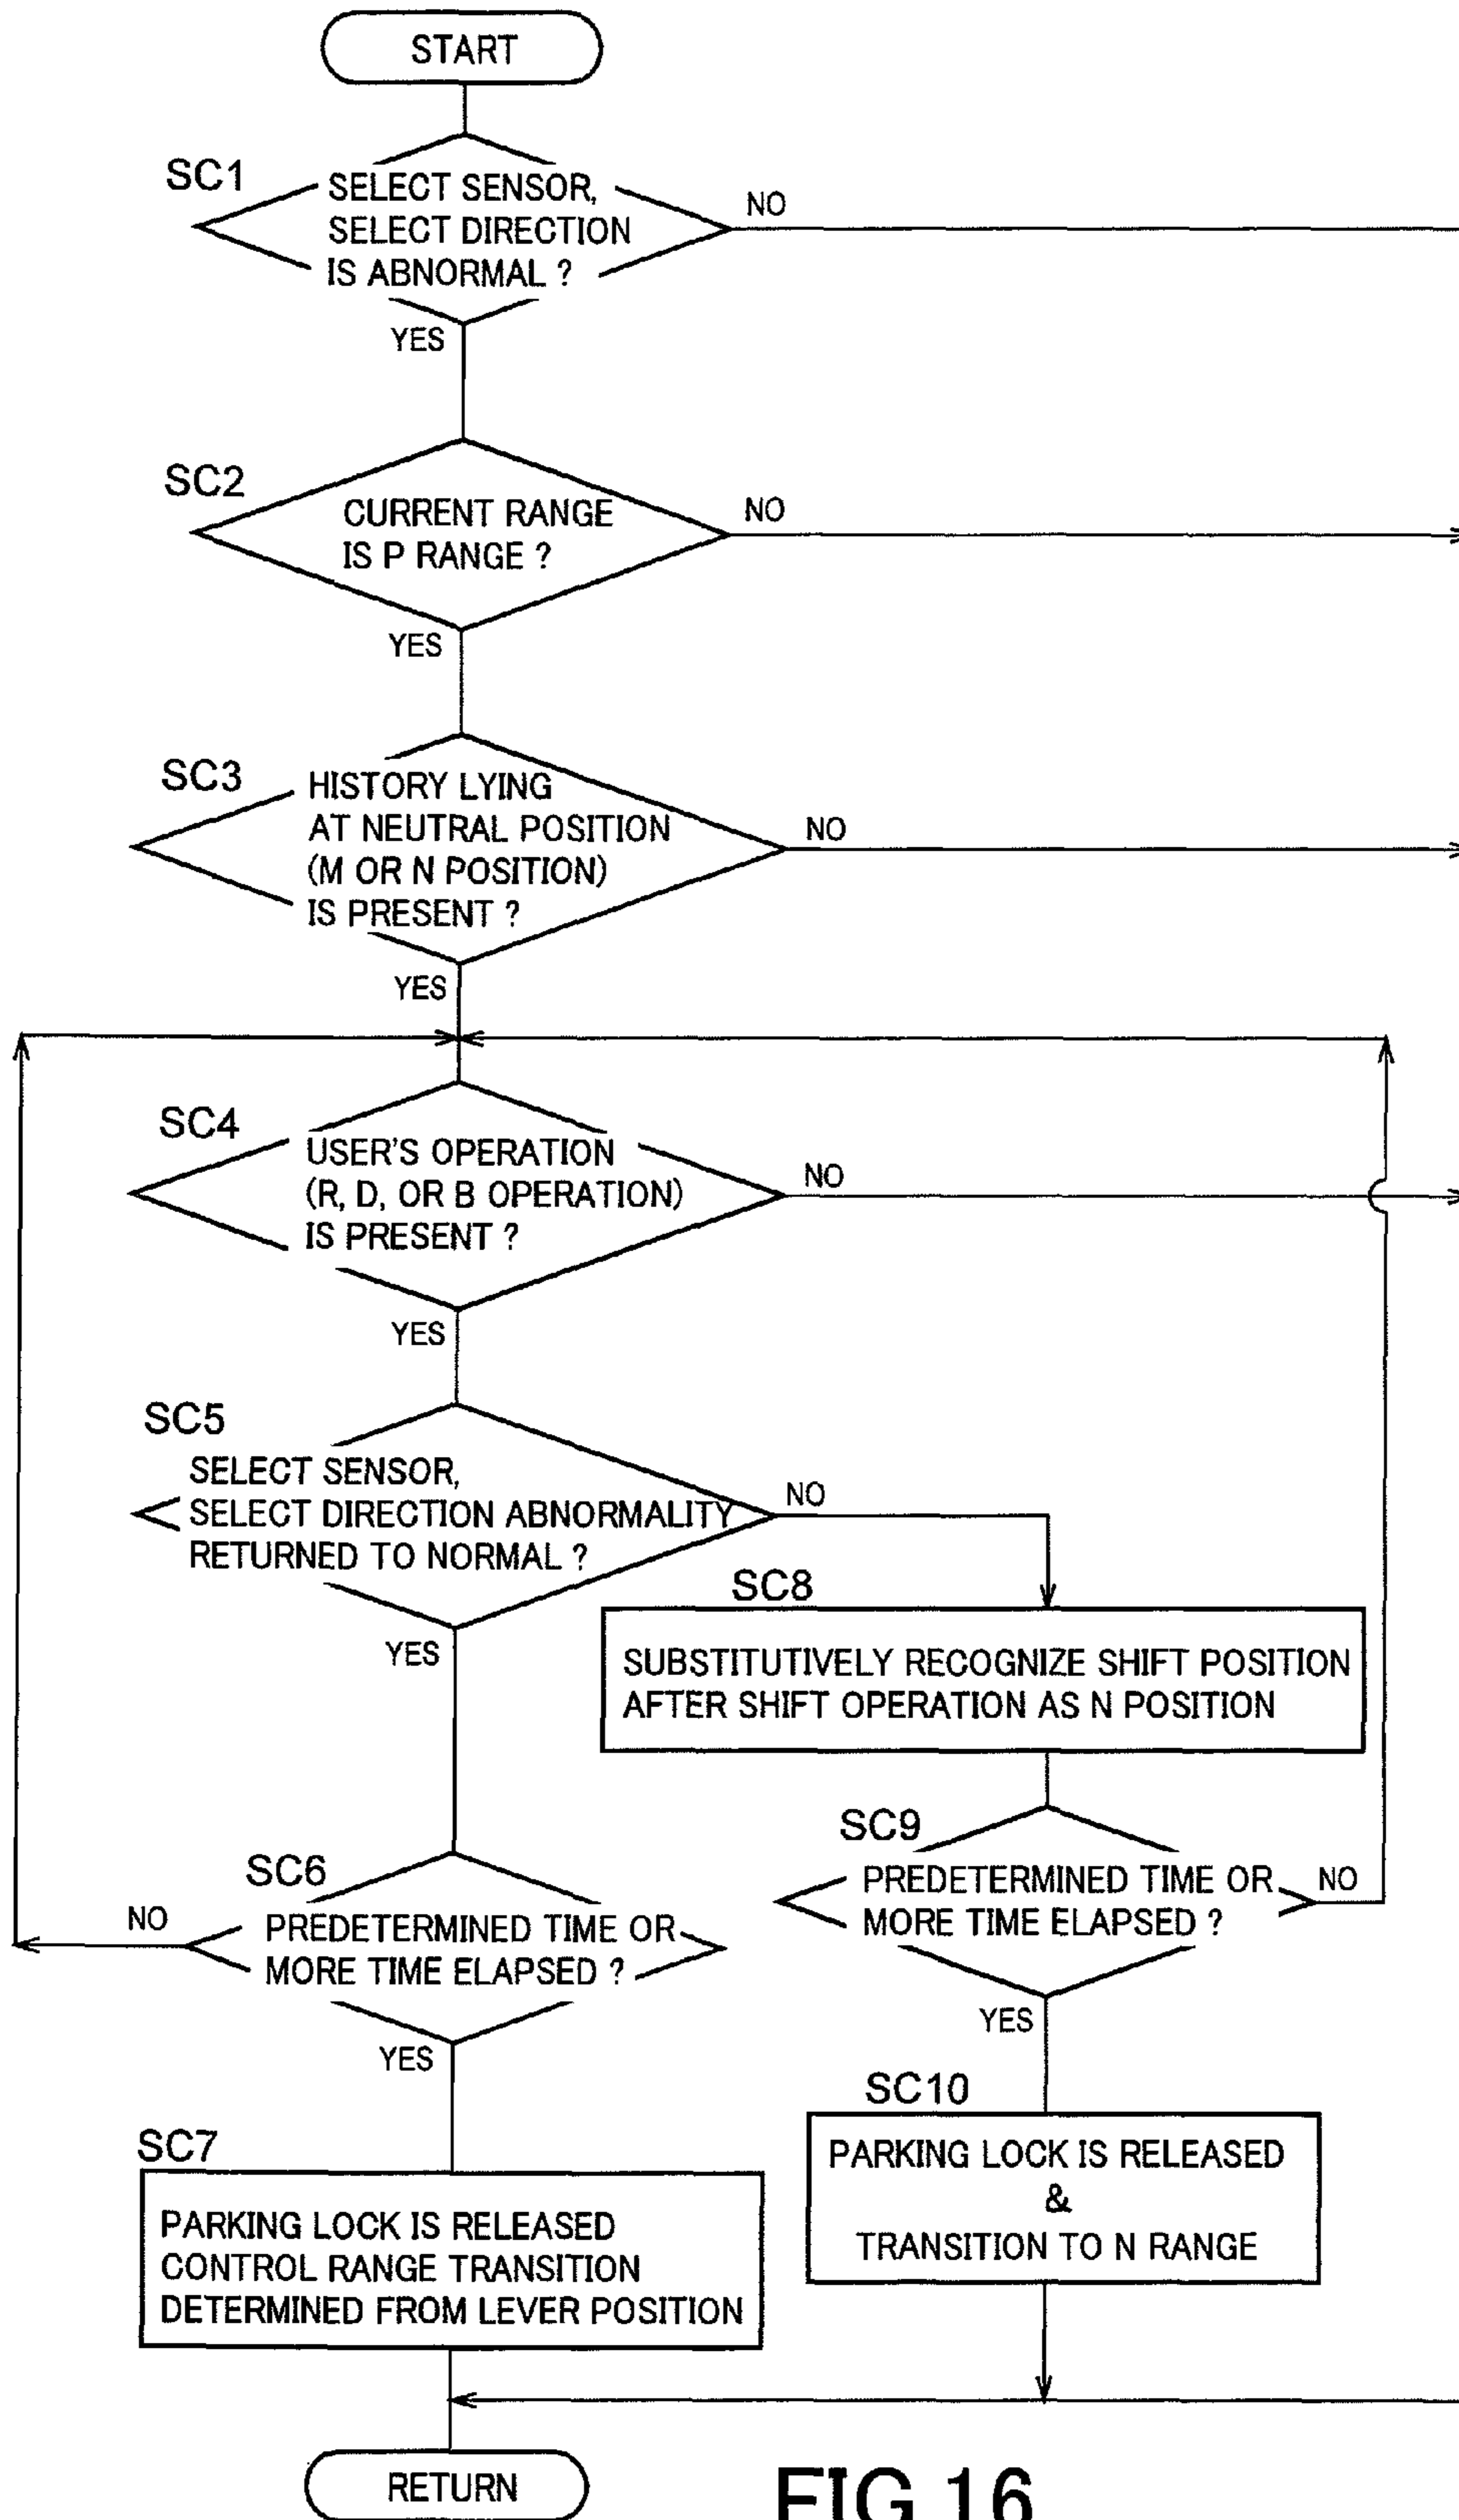 START
SC1
SELECT SENSOR,
SELECT DIRECTION
IS ABNORMAL ?
NO
YES
SC2
CURRENT RANGE
IS P RANGE ?
NO
YES
SC3
HISTORY LYING
AT NEUTRAL POSITION
(M OR N POSITION)
IS PRESENT ?
NO
YES
SC4
USER'S OPERATION
(R, D, OR B OPERATION)
IS PRESENT ?
NO
YES
SC5
SELECT SENSOR,
SELECT DIRECTION ABNORMALITY
RETURNED TO NORMAL ?
NO
YES
SC8
SUBSTITUTIVELY RECOGNIZE SHIFT POSITION
AFTER SHIFT OPERATION AS N POSITION
SC9
PREDETERMINED TIME OR
MORE TIME ELAPSED ?
NO
YES
SC6
PREDETERMINED TIME OR
MORE TIME ELAPSED ?
NO
YES
SC10
PARKING LOCK IS RELEASED
&
TRANSITION TO N RANGE
SC7
PARKING LOCK IS RELEASED
CONTROL RANGE TRANSITION
DETERMINED FROM LEVER POSITION
RETURN
FIG.16